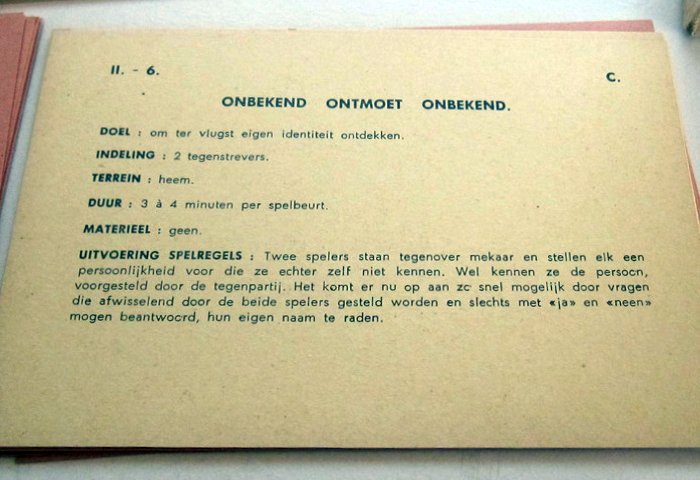 II. - 6.
C.
ONBEKEND ONTMOET ONBEKEND.
DOEL : om ter vlugst eigen identiteit ontdekken.
INDELING : 2 tegenstrevers.
TERREIN : heem.
DUUR : 3 à 4 minuten per spelbeurt.
MATERIEEL : geen.
UITVOERING SPELREGELS : Twee spelers staan tegenover mekaar en stellen elk een
persoonlijkheid voor die ze echter zelf niet kennen. Wel kennen ze de persoon,
voorgesteld door de tegenpartij. Het komt er nu op aan zo snel mogelijk door vragen
die afwisselend door de beide spelers gesteld worden en slechts met «ja» en «neen»
mogen beantwoord, hun eigen naam te raden.